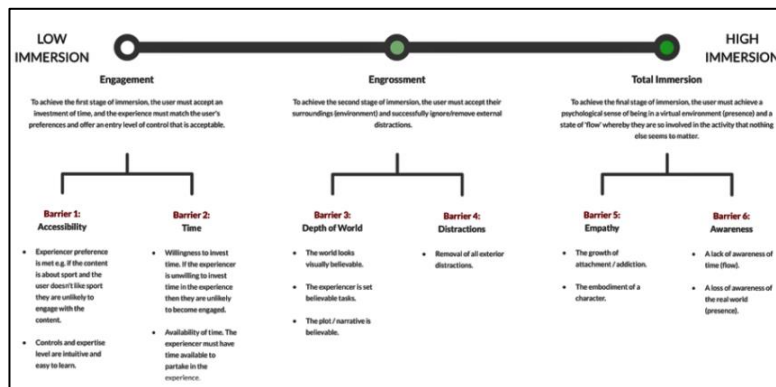 LOW
IMMERSION
HIGH
IMMERSION
Engagement
To achieve the first stage of immersion, the user must accept an
investment of time, and the experience must match the user's
preferences and offer an entry level of control that is acceptable.
Engrossment
To achieve the second stage of immersion, the user must accept their
surroundings (environment) and successfully ignore/remove external
distractions.
Total Immersion
To achieve the final stage of immersion, the user must achieve a
psychological sense of being in a virtual environment (presence) and a
state of 'flow' whereby they are so involved in the activity that nothing
else seems to matter.
Barrier 1:
Accessibility
• Experiencer preference
is met e.g. if the content
is about sport and the
user doesn't like sport
they are unlikely to
engage with the
content.
• Controls and expertise
level are intuitive and
easy to learn.
Barrier 2:
Time
• Willingness to invest
time. If the experiencer
is unwilling to invest
time in the experience
then they are unlikely
to become engaged.
• Availability of time. The
experiencer must have
time available to
partake in the
experience.
Barrier 3:
Depth of World
• The world looks
visually believable.
• The experiencer is set
believable tasks.
• The plot / narrative is
believable.
Barrier 4:
Distractions
• Removal of all exterior
distractions.
Barrier 5:
Empathy
• The growth of
attachment / addiction.
• The embodiment of a
character.
Barrier 6:
Awareness
• A lack of awareness of
time (flow).
• A loss of awareness of
the real world
(presence).